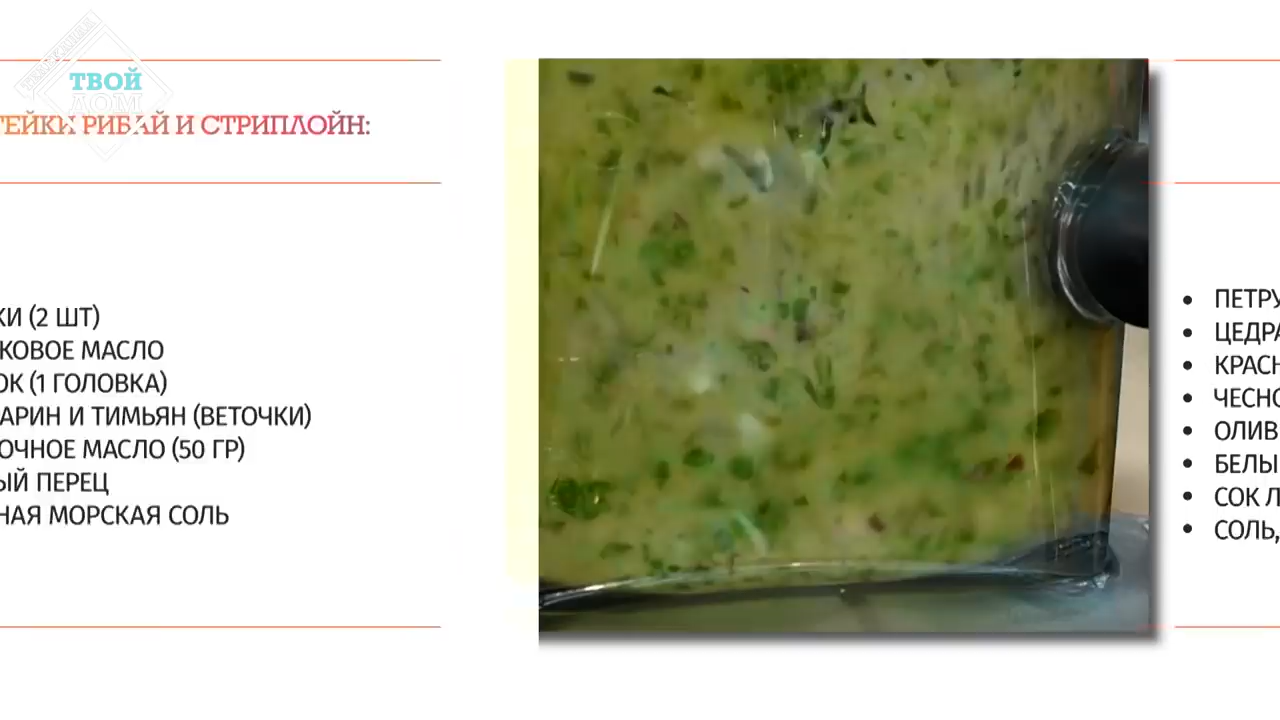 ТВОЙ
ДОМ
ТЕЙКИ РИБАЙ И СТРИПЛОЙН:
КИ (2 ШТ)
КОВОЕ МАСЛО
ОК (1 ГОЛОВКА)
АРИН И ТИМЬЯН (ВЕТОЧКИ)
ОЧНОЕ МАСЛО (50 ГР)
ЫЙ ПЕРЕЦ
НАЯ МОРСКАЯ СОЛЬ
• ПЕТРУ
• ЦЕДРА
• КРАСН
• ЧЕСНО
• ОЛИВ
• БЕЛЫ
• СОК Л
• СОЛЬ,